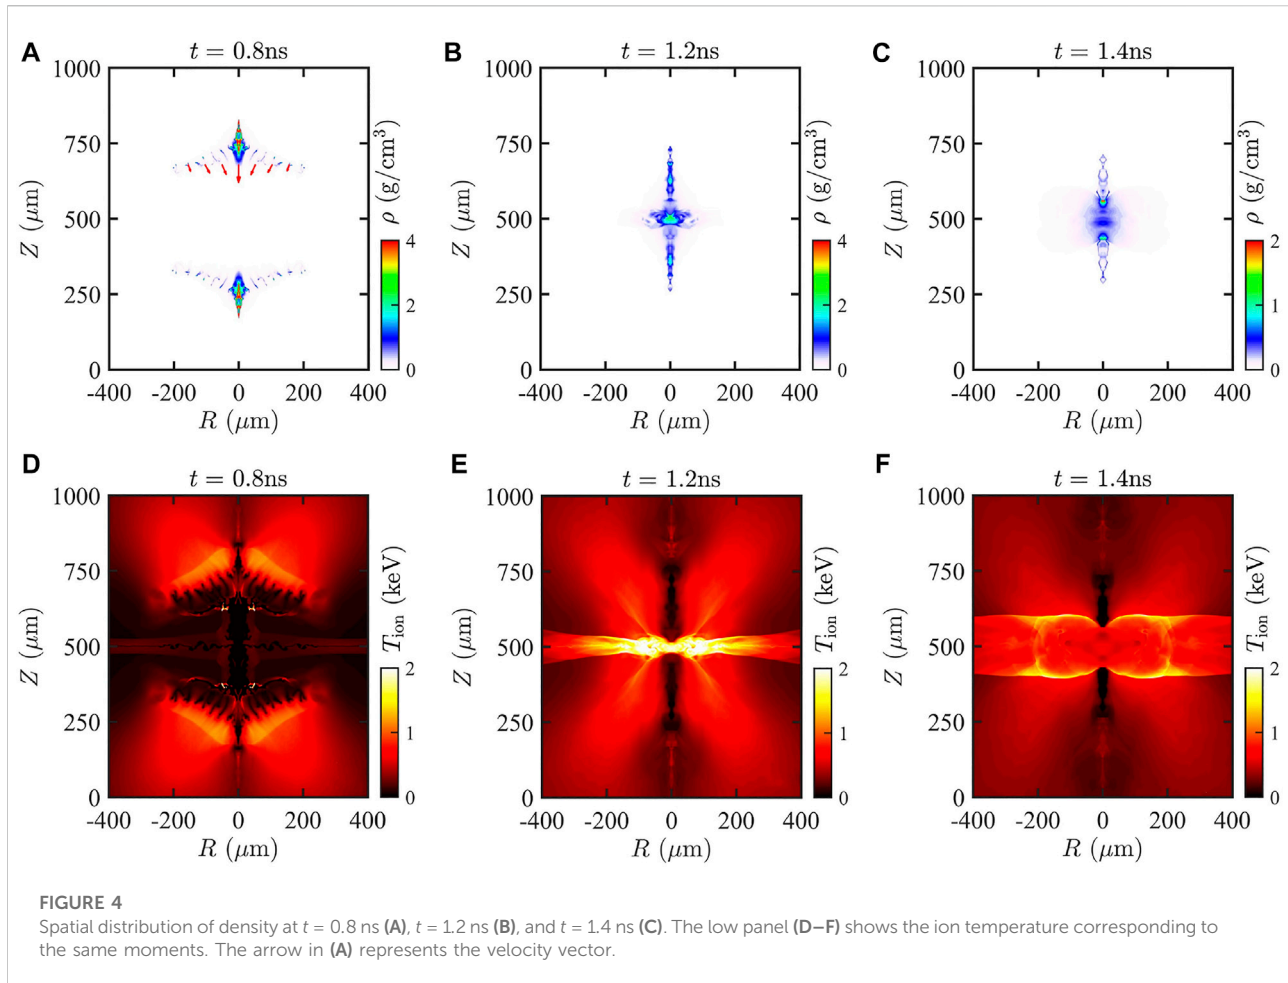 A
t = 0.8ns
1000
750
500
250
0
Z (μm)
-400 -200 0 200 400
R (μm)
ρ (g/cm³)
4
2
0
B
t = 1.2ns
1000
750
500
250
0
Z (μm)
-400 -200 0 200 400
R (μm)
ρ (g/cm³)
4
2
0
C
t = 1.4ns
1000
750
500
250
0
Z (μm)
-400 -200 0 200 400
R (μm)
ρ (g/cm³)
2
1
0
D
t = 0.8ns
1000
750
500
250
0
Z (μm)
-400 -200 0 200 400
R (μm)
Tion (keV)
2
1
0
E
t = 1.2ns
1000
750
500
250
0
Z (μm)
-400 -200 0 200 400
R (μm)
Tion (keV)
2
1
0
F
t = 1.4ns
1000
750
500
250
0
Z (μm)
-400 -200 0 200 400
R (μm)
Tion (keV)
2
1
0
FIGURE 4
Spatial distribution of density at t = 0.8 ns (A), t = 1.2 ns (B), and t = 1.4 ns (C). The low panel (D–F) shows the ion temperature corresponding to
the same moments. The arrow in (A) represents the velocity vector.